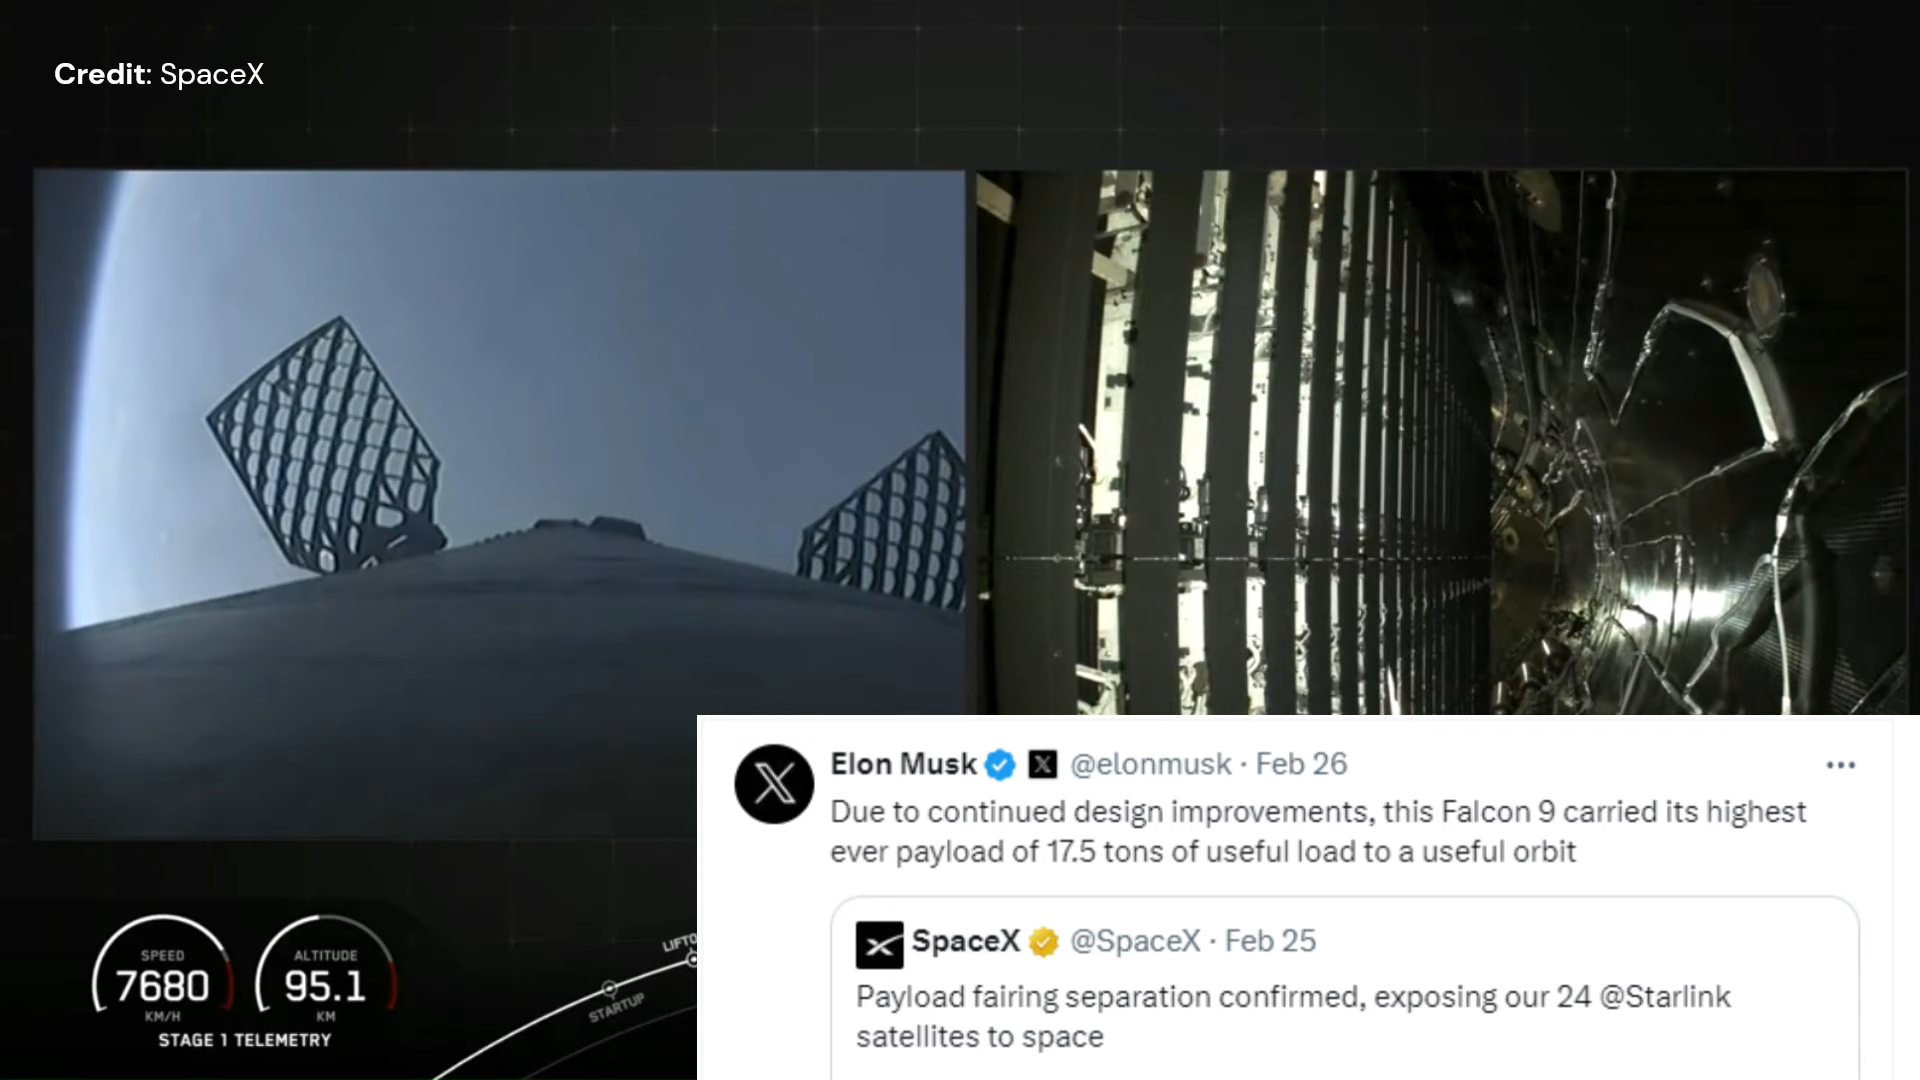 Credit: SpaceX
Elon Musk @elonmusk · Feb 26
Due to continued design improvements, this Falcon 9 carried its highest
ever payload of 17.5 tons of useful load to a useful orbit
SpaceX @SpaceX · Feb 25
Payload fairing separation confirmed, exposing our 24 @Starlink
satellites to space
SPEED
7680
KM/H
ALTITUDE
95.1
KM
STAGE 1 TELEMETRY
STARTUP
LIFTO